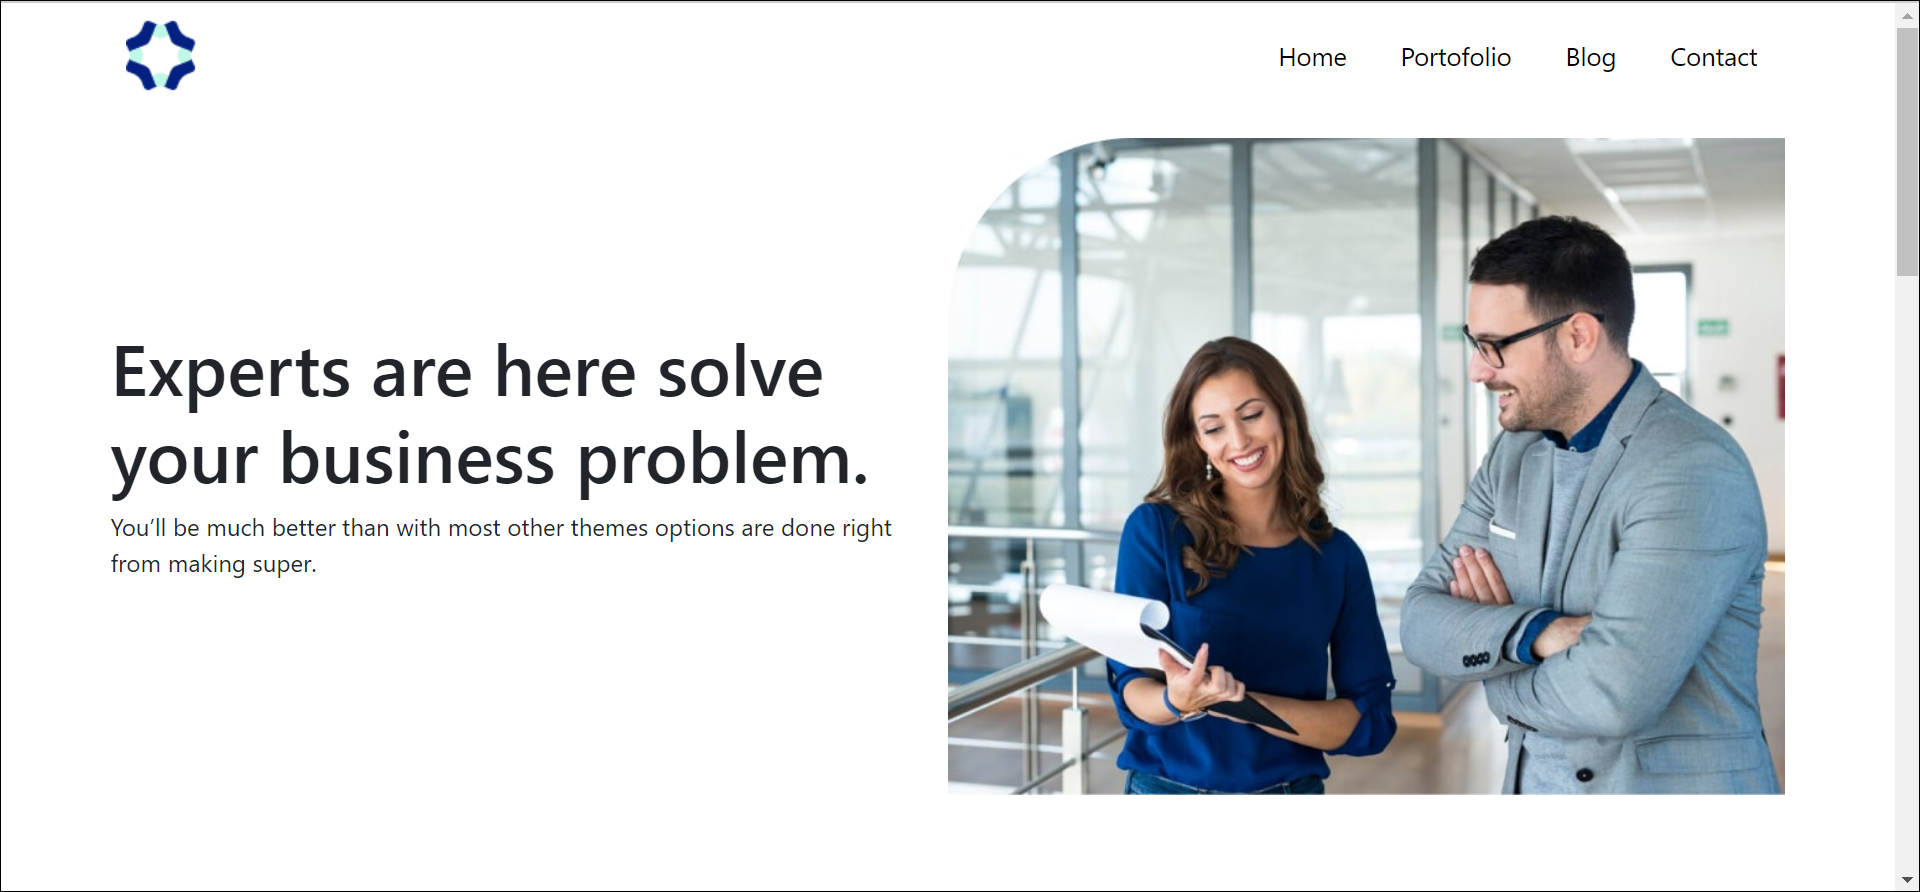 Home
Portofolio
Blog
Contact
Experts are here solve
your business problem.
You’ll be much better than with most other themes options are done right
from making super.